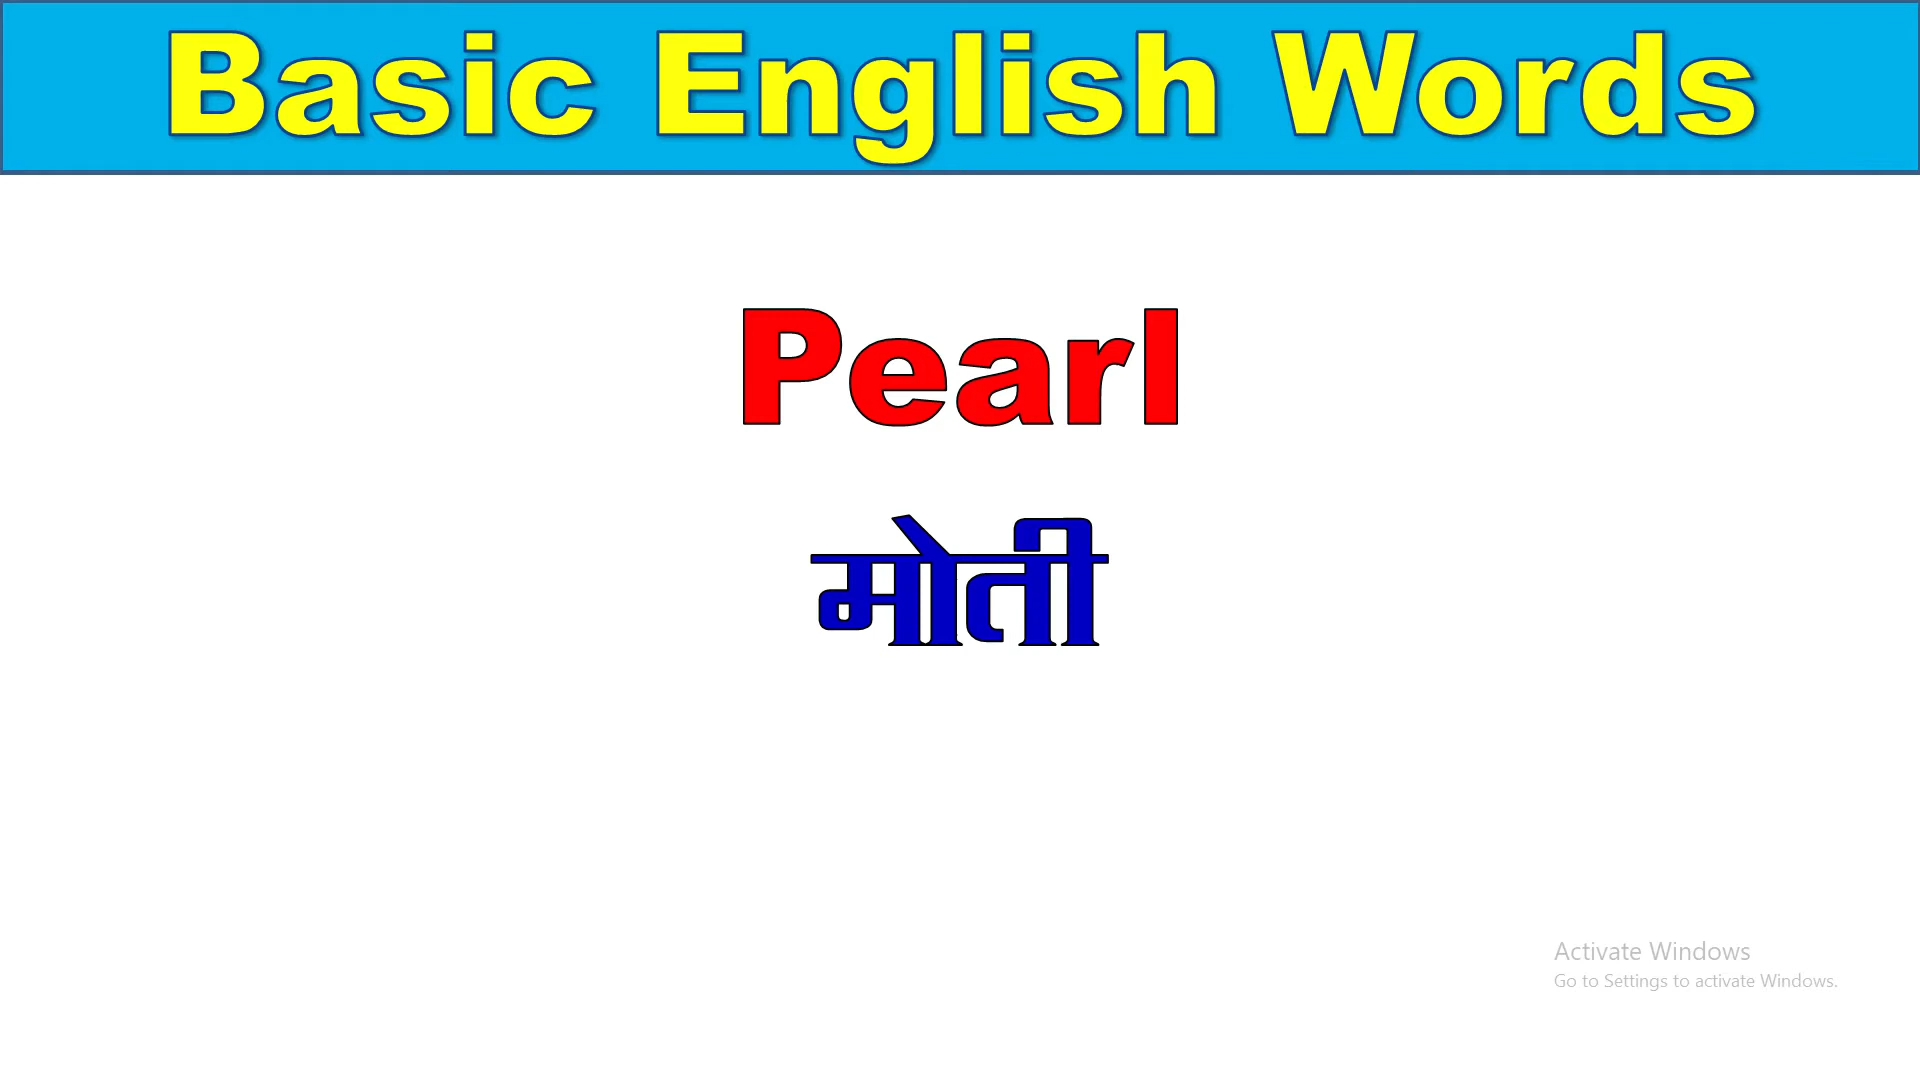 Basic English Words
Pearl
मोती
Activate Windows
Go to Settings to activate Windows.